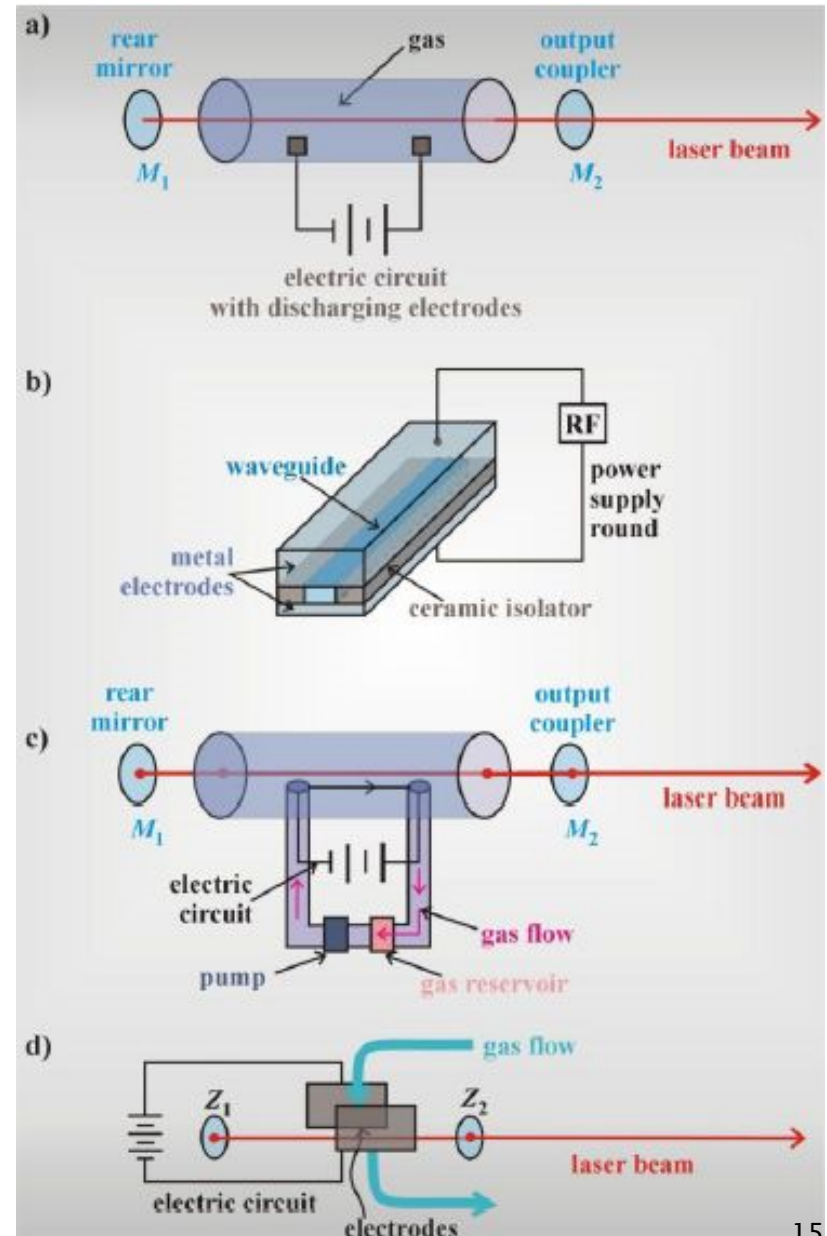 a)
rear
mirror
gas
output
coupler
laser beam
M₁
M₂
electric circuit
with discharging electrodes
b)
RF
waveguide
power
supply
round
metal
electrodes
ceramic isolator
rear
mirror
output
coupler
c)
laser beam
M₁
M₂
electric
circuit
gas flow
pump
gas reservoir
d)
gas flow
Z₁
Z₂
laser beam
electric circuit
electrodes
15